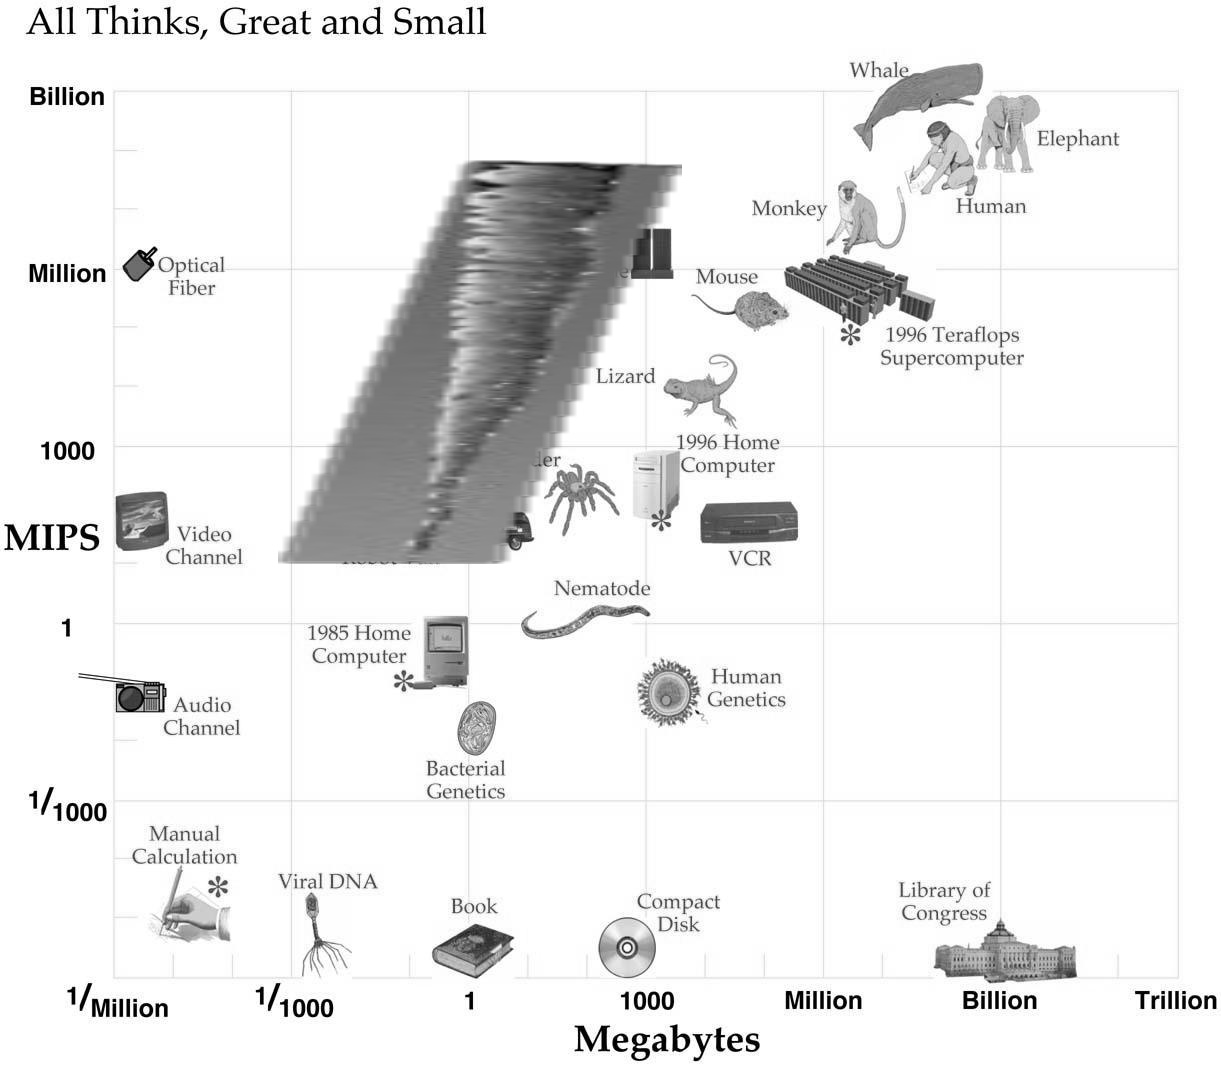 All Thinks, Great and Small
Whale
Billion
Elephant
Monkey
Human
Million
Optical
Fiber
Mouse
1996 Teraflops
Supercomputer
Lizard
1000
1996 Home
Computer
MIPS
Video
Channel
VCR
Nematode
1
1985 Home
Computer
Human
Genetics
Audio
Channel
Bacterial
Genetics
1/1000
Manual
Calculation
Viral DNA
Book
Compact
Disk
Library of
Congress
1/Million
1/1000
1
1000
Million
Billion
Trillion
Megabytes